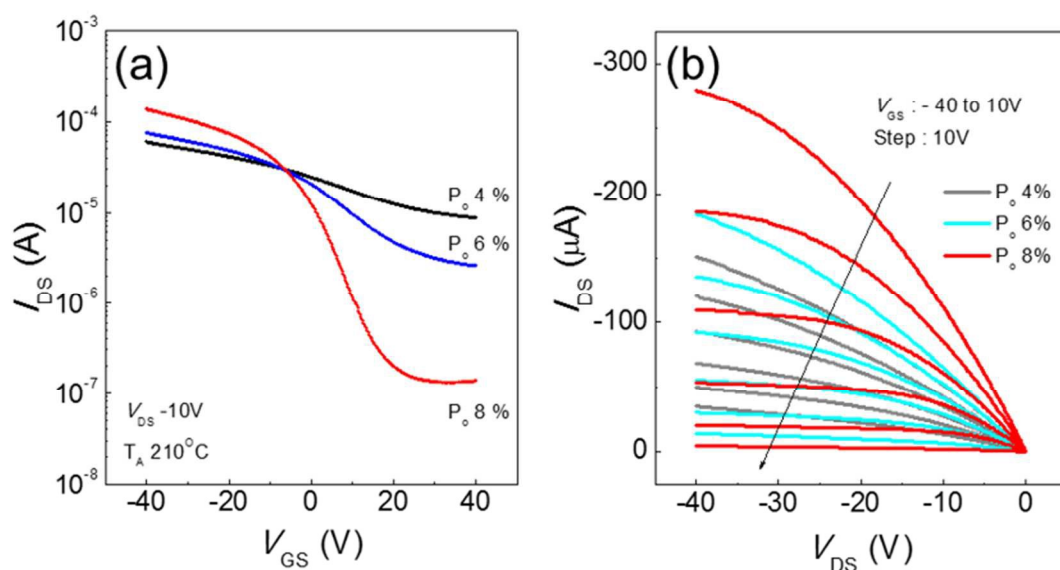 (a)
10⁻³
10⁻⁴
10⁻⁵
10⁻⁶
10⁻⁷
10⁻⁸
I_DS (A)
P_o 4 %
P_o 6 %
P_o 8 %
V_DS -10V
T_A 210°C
-40 -20 0 20 40
V_GS (V)
(b)
-300
-200
-100
0
I_DS (μA)
V_GS : - 40 to 10V
Step : 10V
P_o 4%
P_o 6%
P_o 8%
-40 -30 -20 -10 0
V_DS (V)